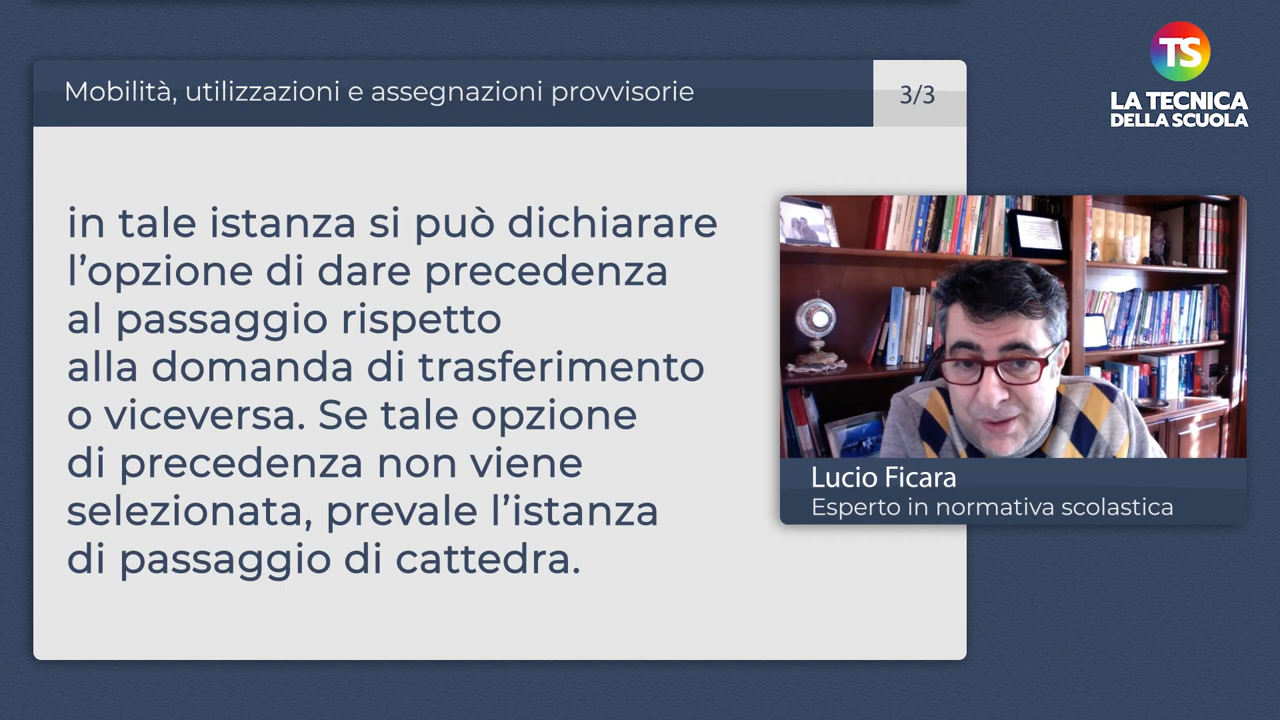 Mobilità, utilizzazioni e assegnazioni provvisorie
3/3
in tale istanza si può dichiarare
l’opzione di dare precedenza
al passaggio rispetto
alla domanda di trasferimento
o viceversa. Se tale opzione
di precedenza non viene
selezionata, prevale l’istanza
di passaggio di cattedra.
TS
LA TECNICA
DELLA SCUOLA
Lucio Ficara
Esperto in normativa scolastica